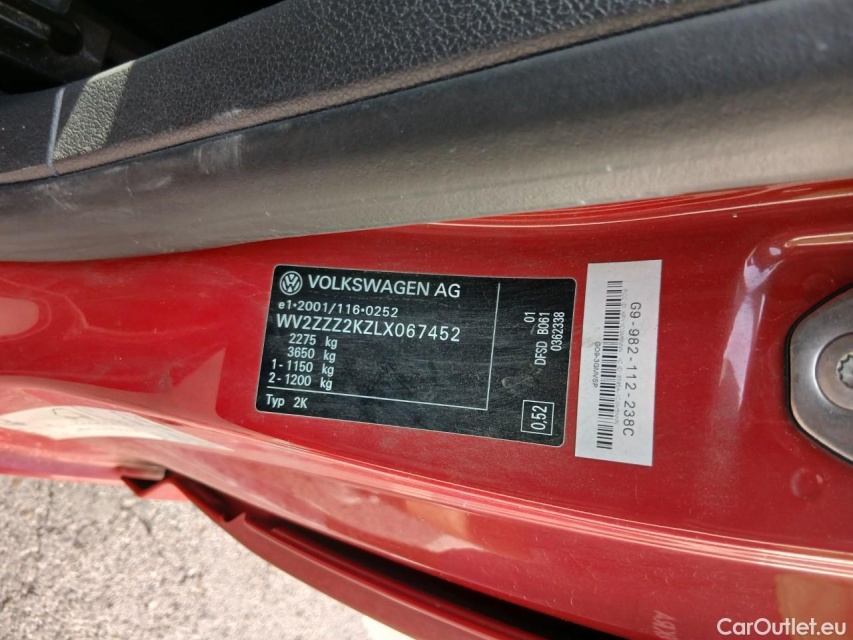 VOLKSWAGEN AG
e1*2001/116*0252
WV2ZZZ2KZLX067452
2275 kg
3650 kg
1 - 1150 kg
2 - 1200 kg
Typ 2K
01
DFSD B061
0362338
0,52
G9-982-112-238C
CarOutlet.eu